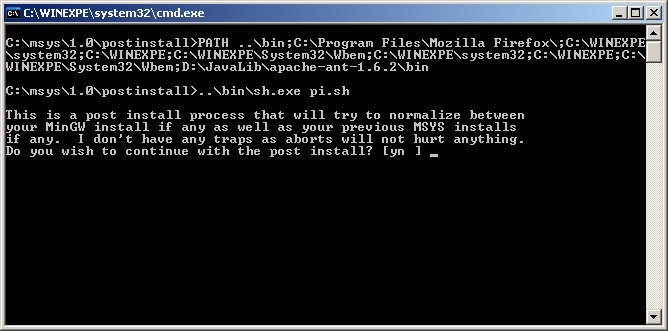 C:\WINEXPE\system32\cmd.exe
C:\msys\1.0\postinstall>PATH ..\bin;C:\Program Files\Mozilla Firefox\;C:\WINEXPE
\system32;C:\WINEXPE;C:\WINEXPE\System32\Wbem;C:\WINEXPE\system32;C:\WINEXPE;C:\
WINEXPE\System32\Wbem;D:\JavaLib\apache-ant-1.6.2\bin
C:\msys\1.0\postinstall>..\bin\sh.exe pi.sh
This is a post install process that will try to normalize between
your MinGW install if any as well as your previous MSYS installs
if any.  I don't have any traps as aborts will not hurt anything.
Do you wish to continue with the post install? [yn ] _